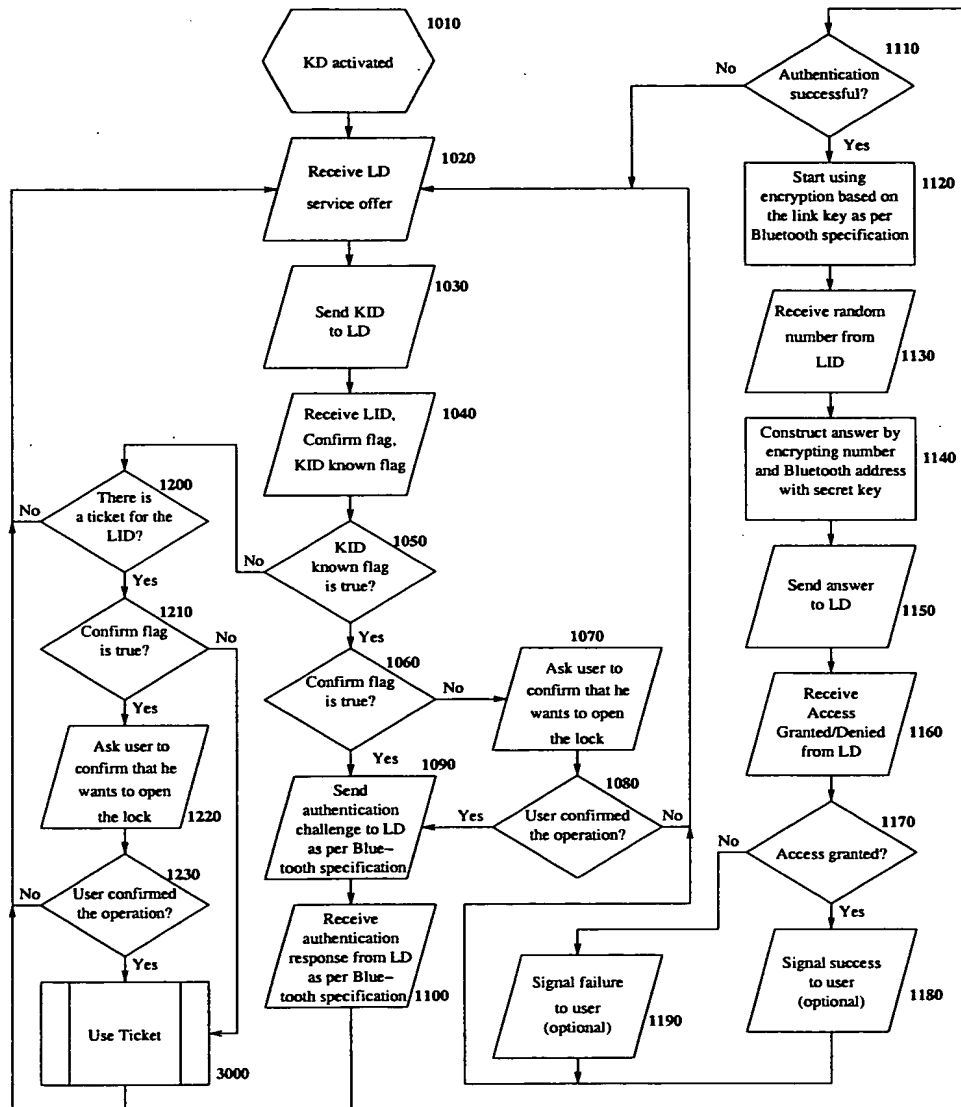 1010
KD activated
1020
Receive LD
service offer
1030
Send KID
to LD
1040
Receive LID,
Confirm flag,
KID known flag
1050
KID
known flag
is true?
No
Yes
1060
Confirm flag
is true?
No
Yes
1070
Ask user to
confirm that he
wants to open
the lock
1080
User confirmed
the operation?
Yes
No
1090
Send
authentication
challenge to LD
as per Blue-
tooth specification
Receive
authentication
response from LD
as per Blue-
tooth specification
1100
1200
There is
a ticket for the
LID?
No
Yes
1210
Confirm flag
is true?
No
Yes
Ask user to
confirm that he
wants to open
the lock
1220
1230
User confirmed
the operation?
No
Yes
Use Ticket
3000
1110
Authentication
successful?
No
Yes
1120
Start using
encryption based on
the link key as per
Bluetooth specification
Receive random
number from
LID
1130
Construct answer by
encrypting number
and Bluetooth address
with secret key
1140
Send answer
to LD
1150
Receive
Access
Granted/Denied
from LD
1160
1170
Access granted?
No
Yes
Signal success
to user
(optional)
1180
Signal failure
to user
(optional)
1190